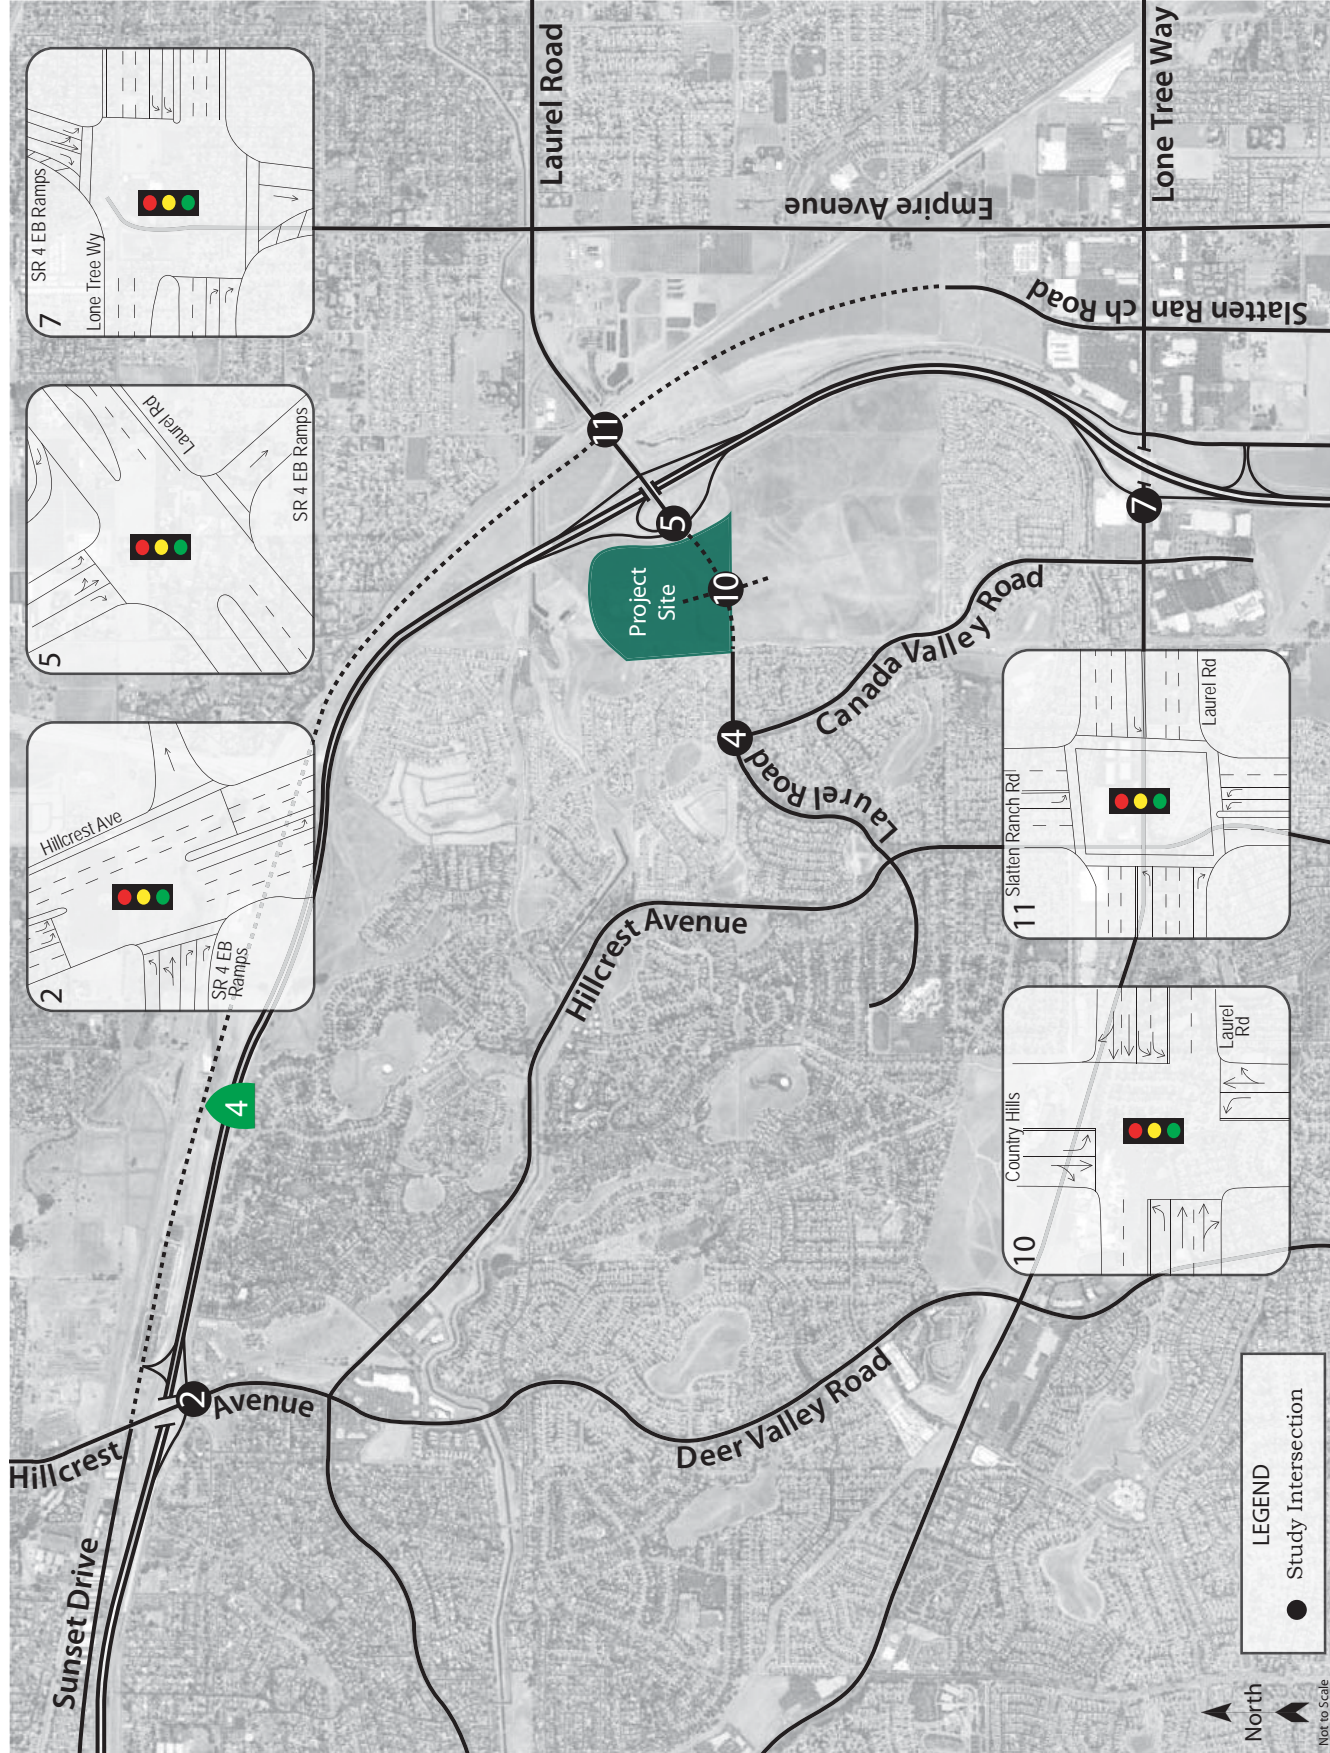 2
Hillcrest Ave
SR 4 EB
Ramps
5
Laurel Rd
SR 4 EB Ramps
7
SR 4 EB Ramps
Lone Tree Wy
Sunset Drive
Hillcrest
Avenue
2
4
Hillcrest Avenue
Deer Valley Road
Laurel Road
Laurel Road
Project
Site
4
5
10
11
7
Canada Valley Road
Empire Avenue
Slatten Ran ch Road
Lone Tree Way
10
Country Hills
Laurel
Rd
11
Slatten Ranch Rd
Laurel Rd
LEGEND
Study Intersection
North
Not to Scale